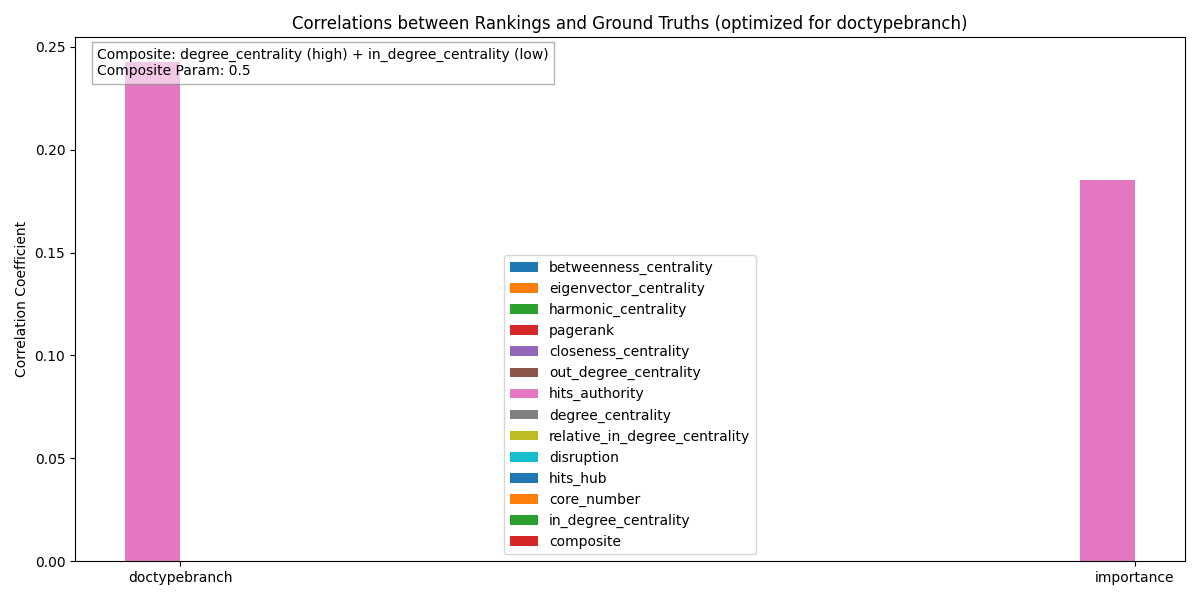 Correlations between Rankings and Ground Truths (optimized for doctypebranch)
Composite: degree_centrality (high) + in_degree_centrality (low)
Composite Param: 0.5
Correlation Coefficient
0.25
0.20
0.15
0.10
0.05
0.00
betweenness_centrality
eigenvector_centrality
harmonic_centrality
pagerank
closeness_centrality
out_degree_centrality
hits_authority
degree_centrality
relative_in_degree_centrality
disruption
hits_hub
core_number
in_degree_centrality
composite
doctypebranch
importance